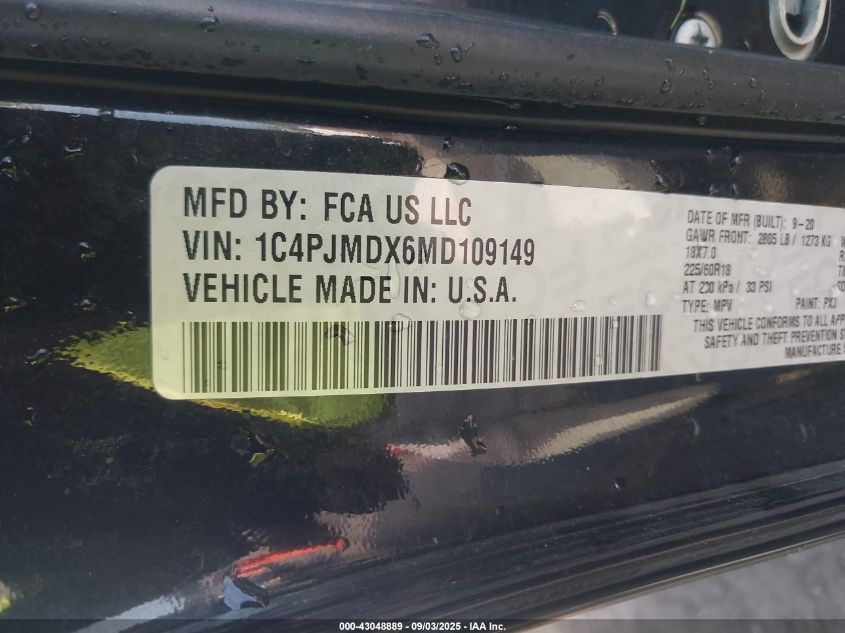 MFD BY: FCA US LLC
VIN: 1C4PJMDX6MD109149
VEHICLE MADE IN: U.S.A.
DATE OF MFR (BUILT): 9-20
GAWR FRONT: 2805 LB / 1273 KG
18X7.0
225/60R18
AT 230 kPa / 33 PSI
TYPE: MPV PAINT: PXJ
THIS VEHICLE CONFORMS TO ALL APP
SAFETY AND THEFT PREVENTION S
MANUFACTURE
000-43048889 - 09/03/2025 - IAA Inc.